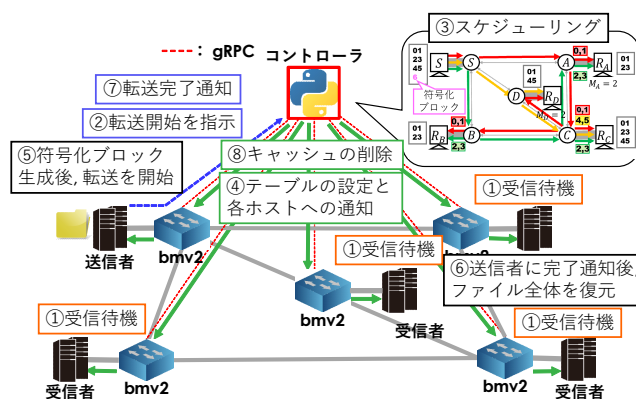 : gRPC
コントローラ
③スケジューリング
⑦転送完了通知
②転送開始を指示
⑤符号化ブロック
生成後, 転送を開始
⑧キャッシュの削除
④テーブルの設定と
各ホストへの通知
01
23
45
S
S
A
0,1
2,3
R_A
01
23
M_A = 2
符号化
ブロック
D
01
45
R_D
= 2
01
23
R_B
0,1
2,3
B
C
0,1
4,5
2,3
R_C
01
23
45
①受信待機
①受信待機
⑥送信者に完了通知後,
ファイル全体を復元
①受信待機
①受信待機
送信者
bmv2
bmv2
bmv2
受信者
受信者
bmv2
bmv2
受信者